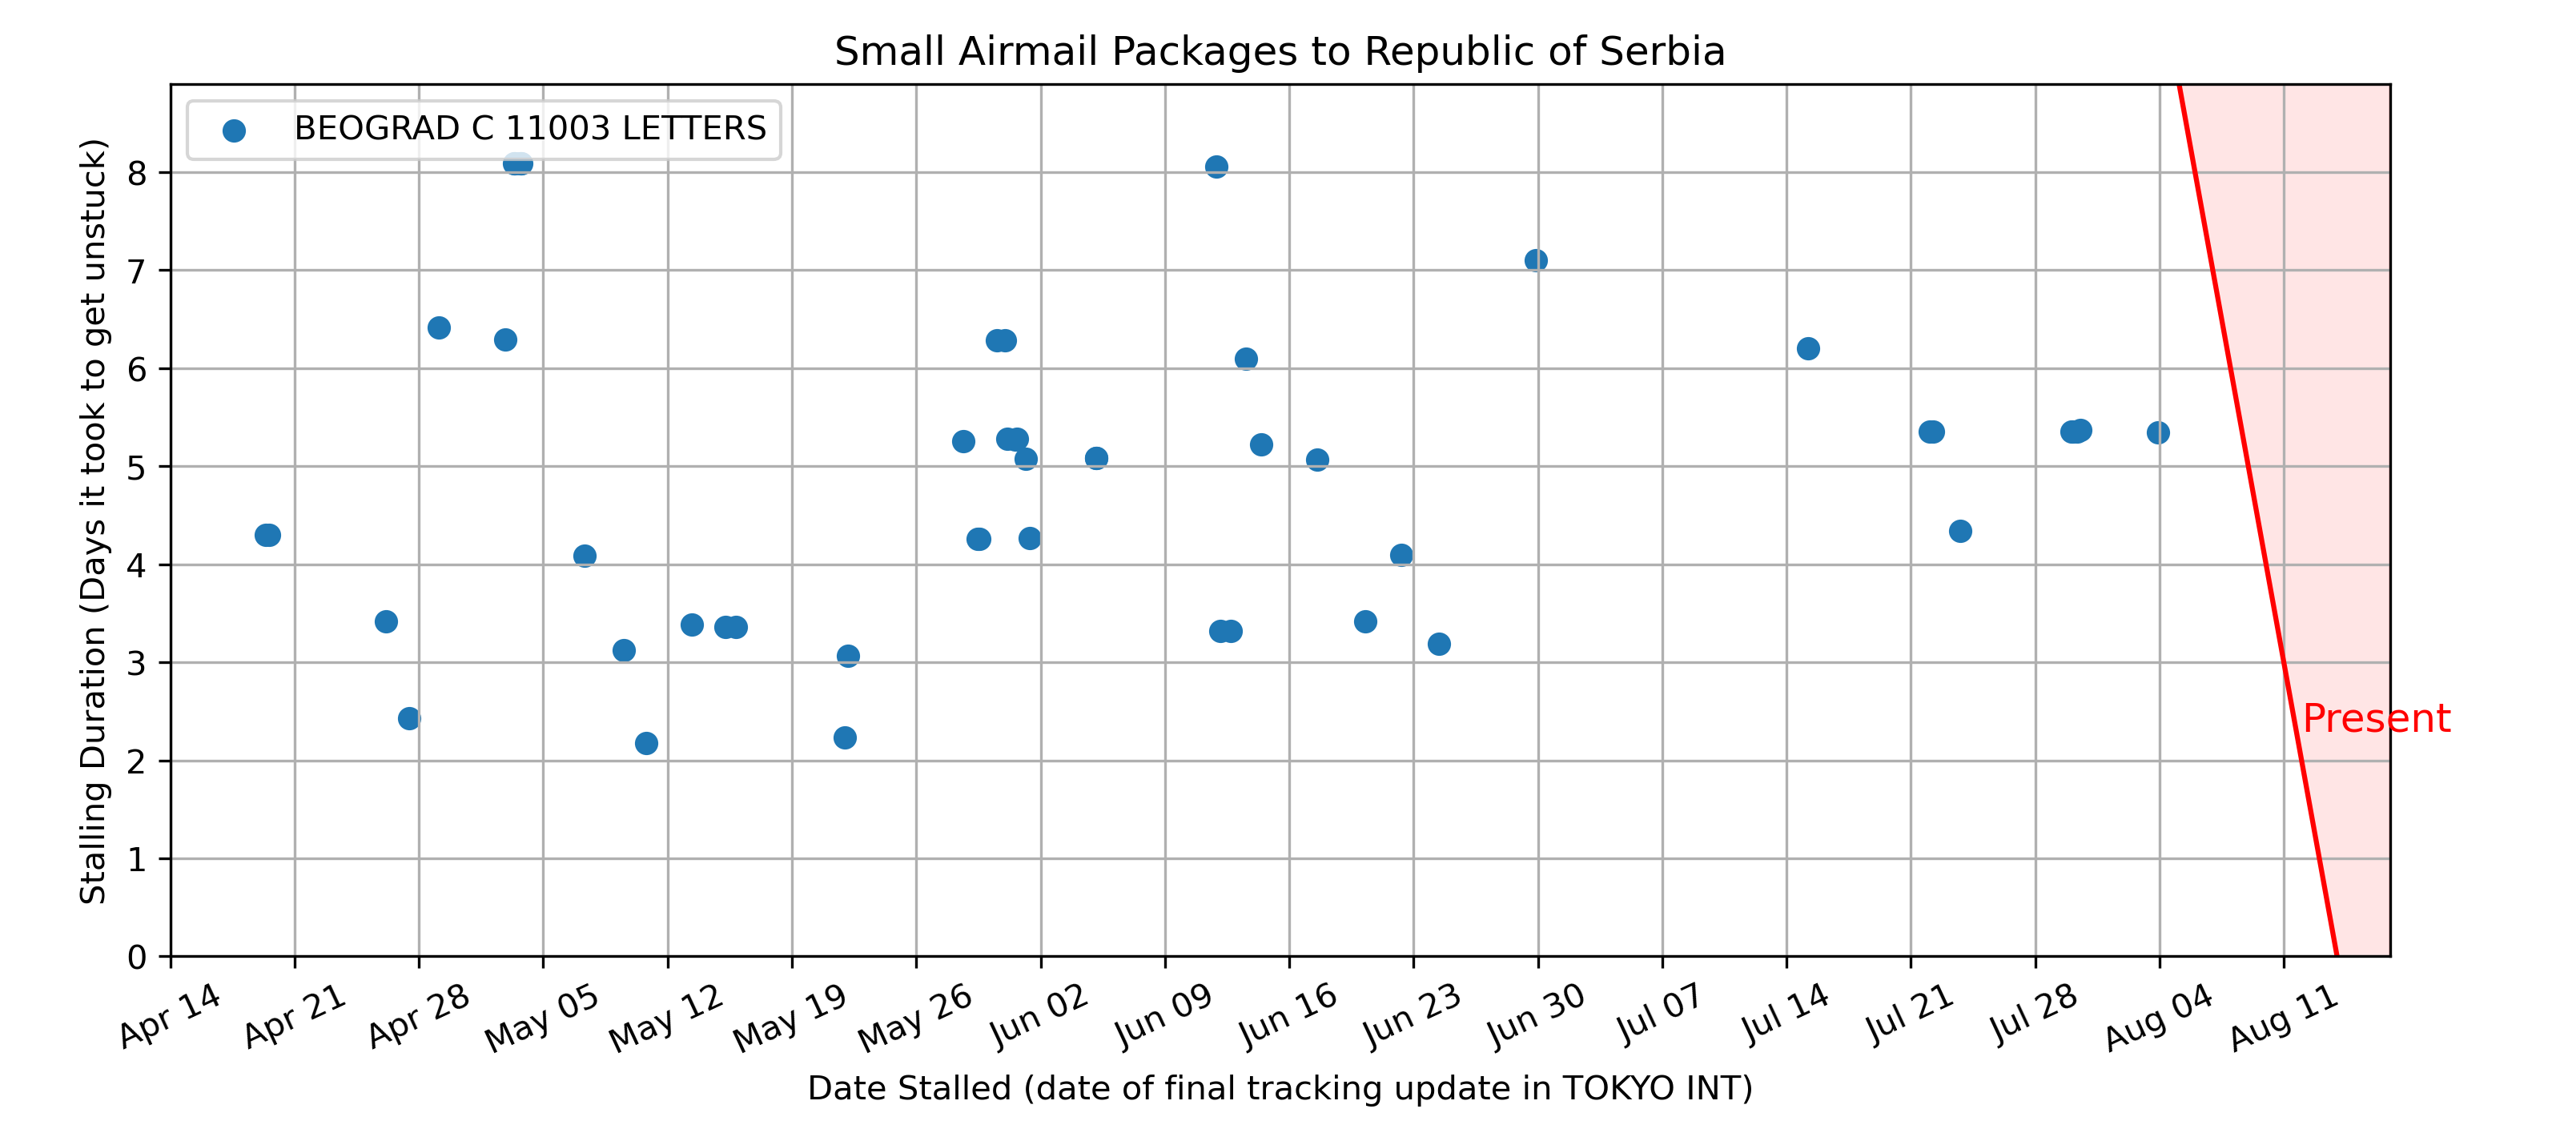 Small Airmail Packages to Republic of Serbia
BEOGRAD C 11003 LETTERS
Stalling Duration (Days it took to get unstuck)
8
7
6
5
4
3
2
1
0
Present
Apr 14
Apr 21
Apr 28
May 05
May 12
May 19
May 26
Jun 02
Jun 09
Jun 16
Jun 23
Jun 30
Jul 07
Jul 14
Jul 21
Jul 28
Aug 04
Aug 11
Date Stalled (date of final tracking update in TOKYO INT)